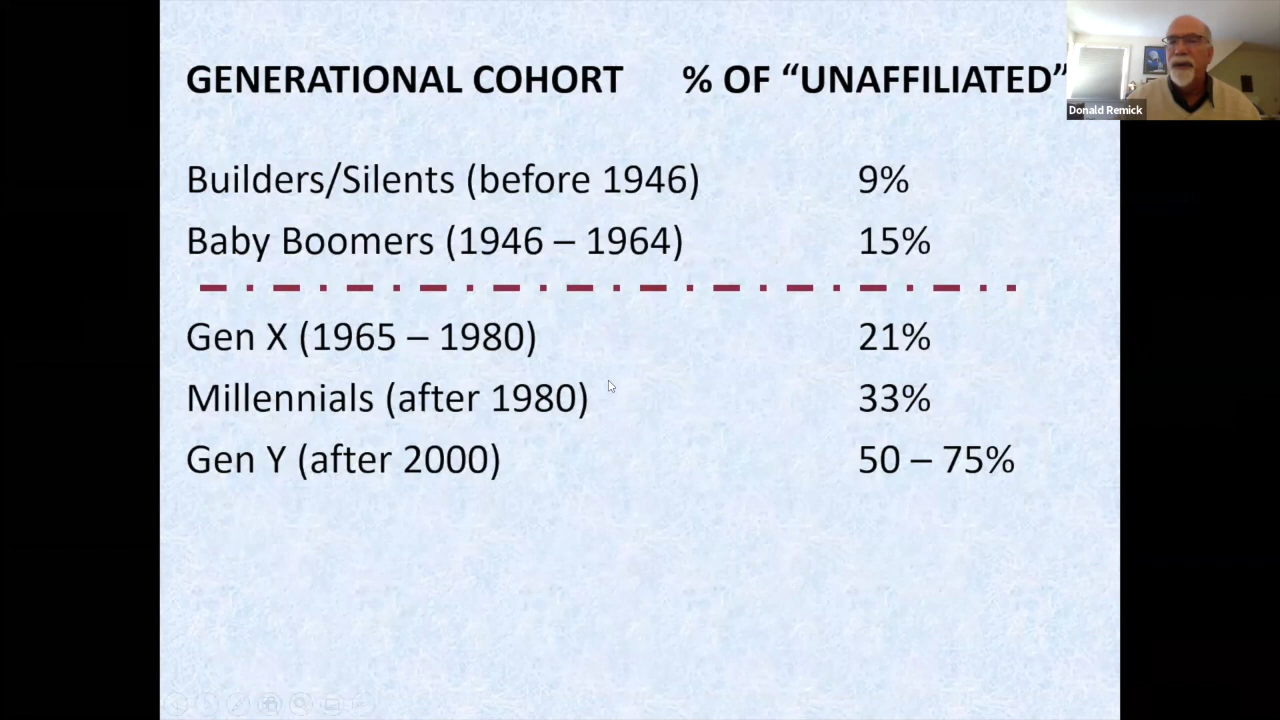 GENERATIONAL COHORT % OF “UNAFFILIATED”
Donald Remick
Builders/Silents (before 1946) 9%
Baby Boomers (1946 – 1964) 15%
Gen X (1965 – 1980) 21%
Millennials (after 1980) 33%
Gen Y (after 2000) 50 – 75%